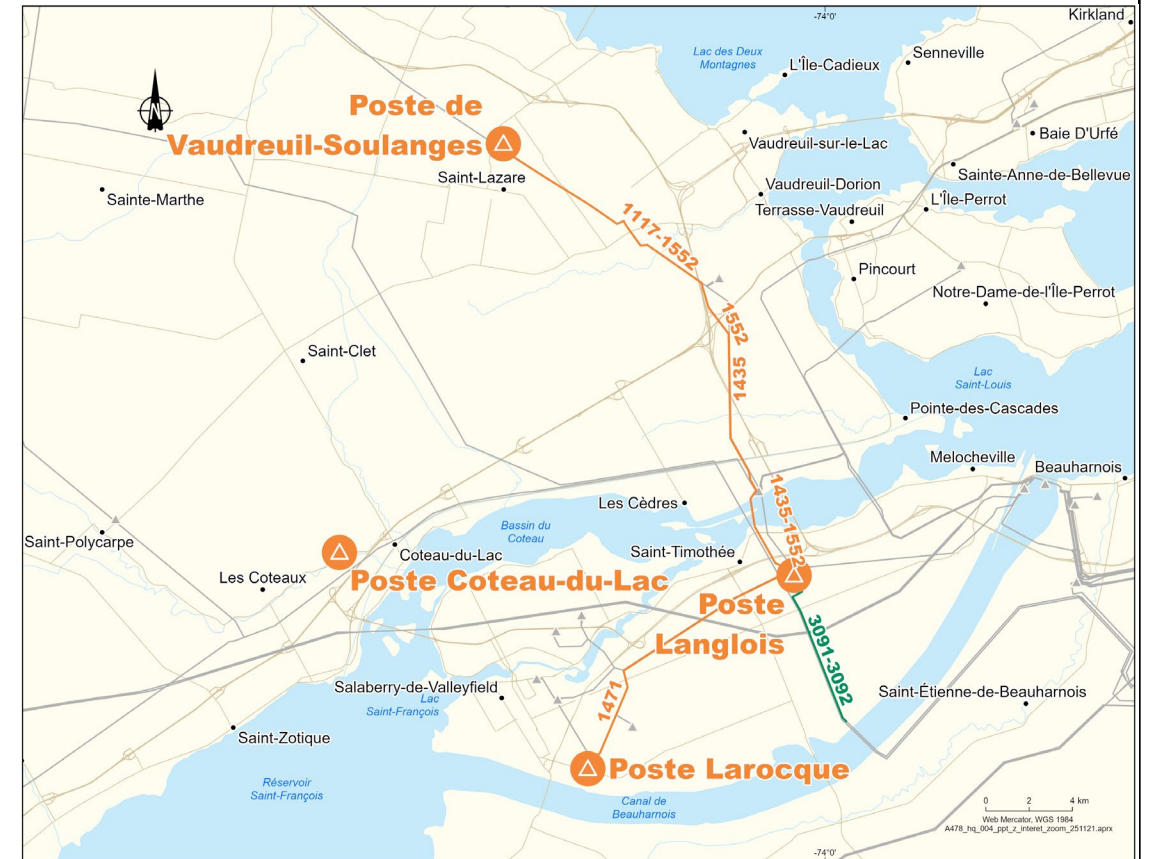 -74°0'
Kirkland
Lac des Deux
Montagnes
L'Île-Cadieux
Senneville
Poste de
Vaudreuil-Soulanges
N
Baie D'Urfé
Vaudreuil-sur-le-Lac
Saint-Lazare
Sainte-Anne-de-Bellevue
Sainte-Marthe
Vaudreuil-Dorion
L'Île-Perrot
Terrasse-Vaudreuil
1117-1552
Pincourt
Notre-Dame-de-l'Île-Perrot
1552
Saint-Clet
1435
Lac
Saint-Louis
Pointe-des-Cascades
Melocheville
Beauharnois
Les Cèdres
1435-1552
Bassin du
Coteau
Saint-Polycarpe
Coteau-du-Lac
Saint-Timothée
Les Coteaux
Poste Coteau-du-Lac
Poste
Langlois
3091-3092
Salaberry-de-Valleyfield
Lac
Saint-François
1471
Saint-Étienne-de-Beauharnois
Saint-Zotique
Poste Larocque
Réservoir
Saint-François
Canal de
Beauharnois
0 2 4 km
Web Mercator, WGS 1984
A478_hq_004_ppt_z_interet_zoom_251121.aprx
-74°0'